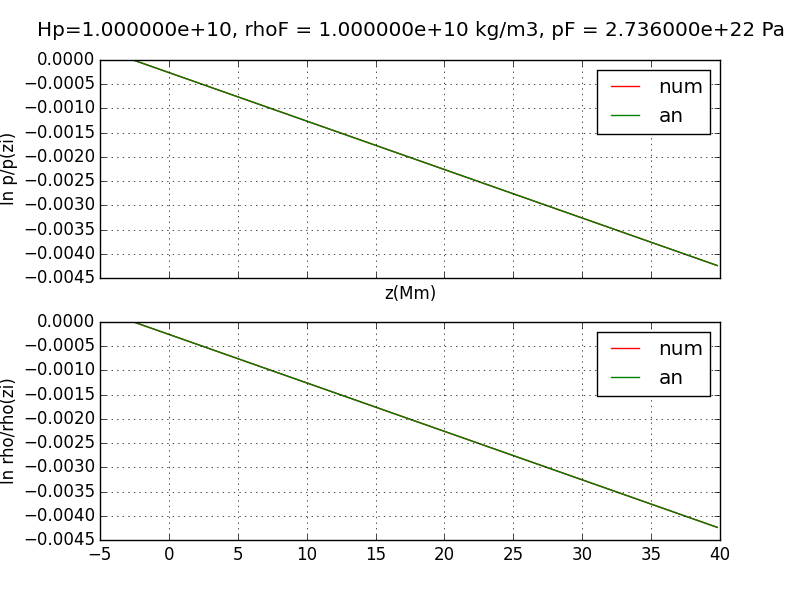 Hp=1.000000e+10, rhoF = 1.000000e+10 kg/m3, pF = 2.736000e+22 Pa
0.0000
−0.0005
−0.0010
−0.0015
−0.0020
−0.0025
−0.0030
−0.0035
−0.0040
−0.0045
ln p/p(zi)
num
an
z(Mm)
0.0000
−0.0005
−0.0010
−0.0015
−0.0020
−0.0025
−0.0030
−0.0035
−0.0040
−0.0045
ln rho/rho(zi)
num
an
−5 0 5 10 15 20 25 30 35 40